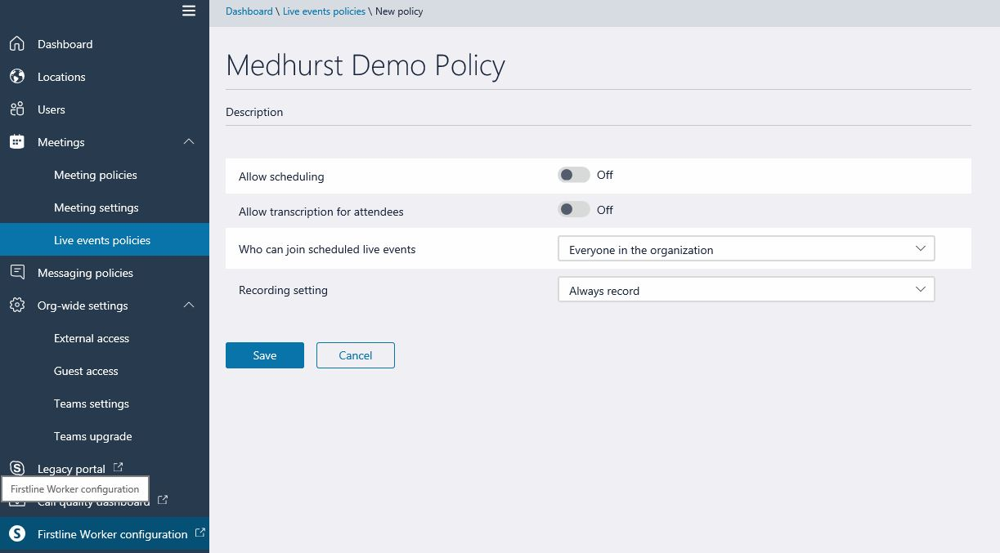 Dashboard \ Live events policies \ New policy
Dashboard
Locations
Users
Meetings
Meeting policies
Meeting settings
Live events policies
Messaging policies
Org-wide settings
External access
Guest access
Teams settings
Teams upgrade
Legacy portal
Firstline Worker configuration
Call quality dashboard
Firstline Worker configuration
Medhurst Demo Policy
Description
Allow scheduling Off
Allow transcription for attendees Off
Who can join scheduled live events Everyone in the organization
Recording setting Always record
Save Cancel